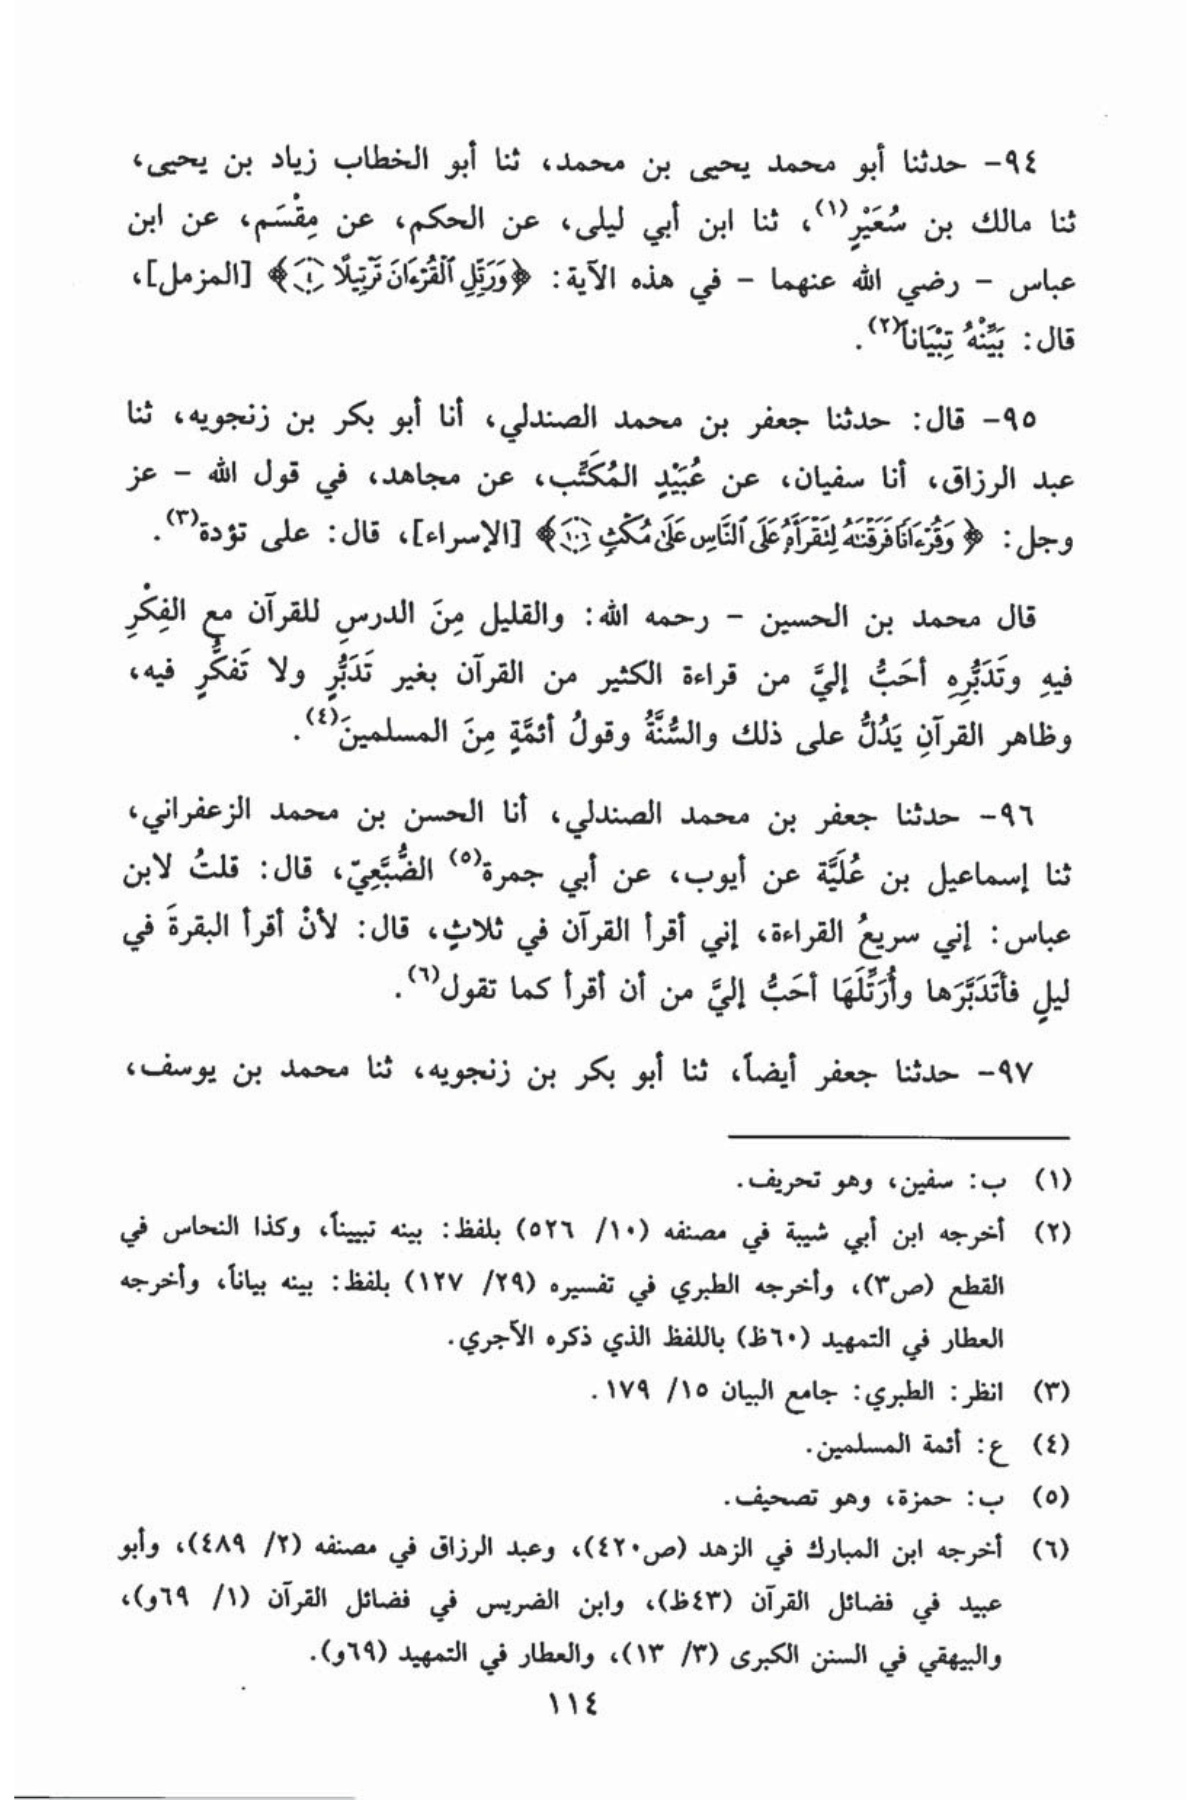 ٩٤- حدثنا أبو محمد يحيى بن محمد، ثنا أبو الخطاب زياد بن يحيى،
ثنا مالك بن سُعَيْرٍ(١)، ثنا ابن أبي ليلى، عن الحكم، عن مِقْسَم، عن ابن
عباس - رضي الله عنهما - في هذه الآية: ﴿وَرَتِّلِ ٱلْقُرْءَانَ تَرْتِيلًا ٤﴾ [المزمل]،
قال: بَيِّنْهُ تِبْيَاناً(٢).
٩٥- قال: حدثنا جعفر بن محمد الصندلي، أنا أبو بكر بن زنجويه، ثنا
عبد الرزاق، أنا سفيان، عن عُبَيْدٍ المُكَتِّب، عن مجاهد، في قول الله - عز
وجل: ﴿وَقُرْءَانًا فَرَقْنَٰهُ لِتَقْرَأَهُۥ عَلَى ٱلنَّاسِ عَلَىٰ مُكْثٍ ١٠٦﴾ [الإسراء]، قال: على تؤدة(٣).
قال محمد بن الحسين - رحمه الله: والقليل مِنَ الدرسِ للقرآن مع الفِكْرِ
فيهِ وتَدَبُّرِهِ أحَبُّ إليَّ من قراءة الكثير من القرآن بغير تَدَبُّرٍ ولا تَفكُّرٍ فيه،
وظاهر القرآنِ يَدُلُّ على ذلك والسُّنَّةُ وقولُ أئمَّةٍ مِنَ المسلمينَ(٤).
٩٦- حدثنا جعفر بن محمد الصندلي، أنا الحسن بن محمد الزعفراني،
ثنا إسماعيل بن عُلَيَّة عن أيوب، عن أبي جمرة(٥) الضُّبَّعِيّ، قال: قلتُ لابن
عباس: إني سريعُ القراءة، إني أقرأ القرآن في ثلاثٍ، قال: لأنْ أقرأ البقرةَ في
ليلٍ فأتَدَبَّرَها وأُرَتِّلَهَا أحَبُّ إليَّ من أن أقرأ كما تقول(٦).
٩٧- حدثنا جعفر أيضاً، ثنا أبو بكر بن زنجويه، ثنا محمد بن يوسف،
(١) ب: سفين، وهو تحريف.
(٢) أخرجه ابن أبي شيبة في مصنفه (١٠/ ٥٢٦) بلفظ: بينه تبييناً، وكذا النحاس في
القطع (ص٣)، وأخرجه الطبري في تفسيره (٢٩/ ١٢٧) بلفظ: بينه بياناً، وأخرجه
العطار في التمهيد (٦٠ظ) باللفظ الذي ذكره الآجري.
(٣) انظر: الطبري: جامع البيان ١٥/ ١٧٩.
(٤) ع: أئمة المسلمين.
(٥) ب: حمزة، وهو تصحيف.
(٦) أخرجه ابن المبارك في الزهد (ص٤٢٠)، وعبد الرزاق في مصنفه (٢/ ٤٨٩)، وأبو
عبيد في فضائل القرآن (٤٣ظ)، وابن الضريس في فضائل القرآن (١/ ٦٩و)،
والبيهقي في السنن الكبرى (٣/ ١٣)، والعطار في التمهيد (٦٩و).
١١٤